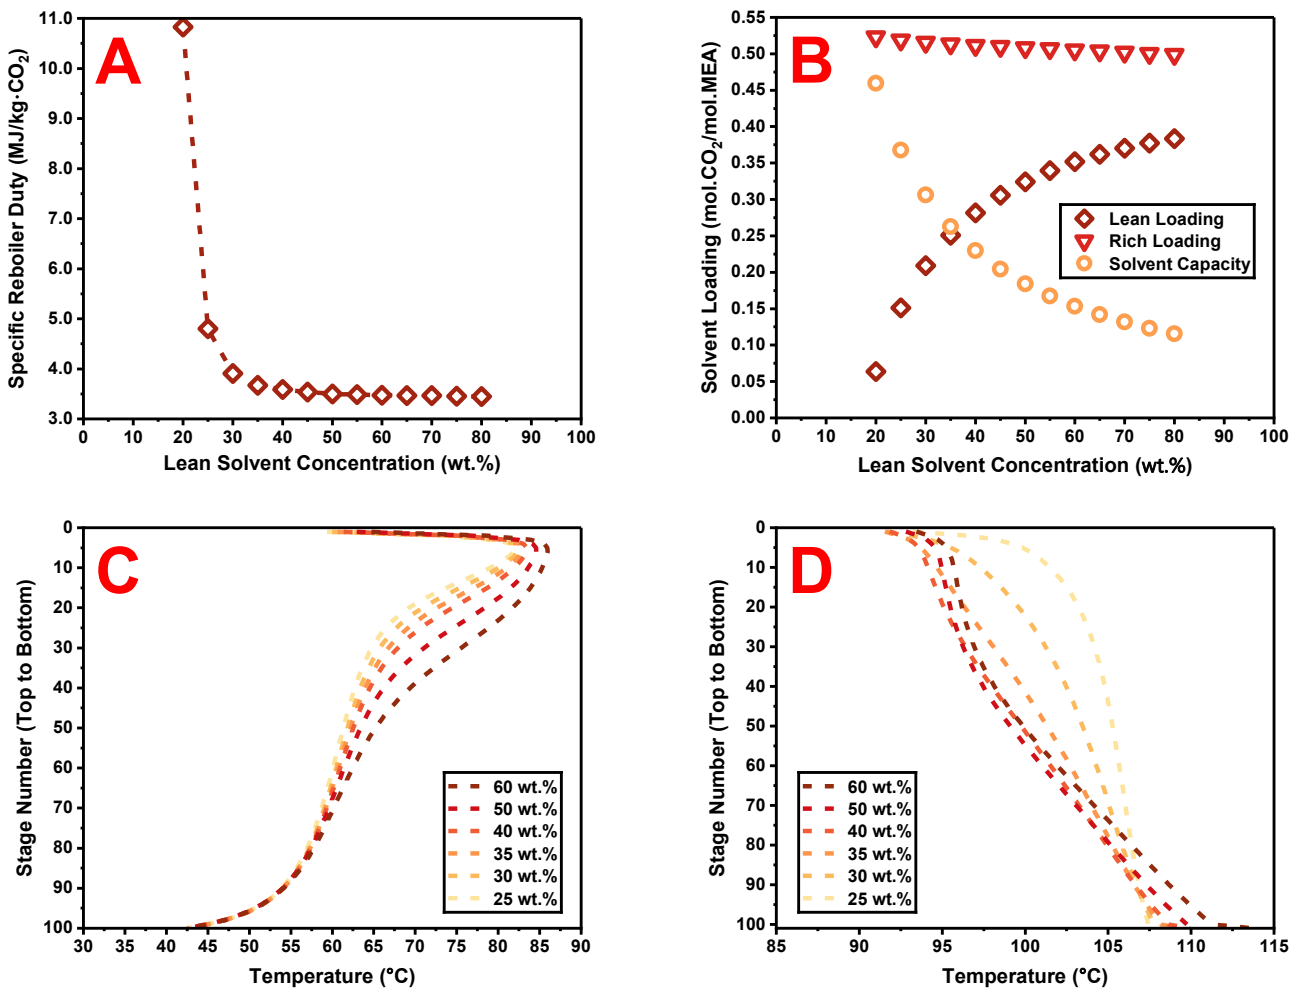 A
Specific Reboiler Duty (MJ/kg·CO₂)
11.0
10.0
9.0
8.0
7.0
6.0
5.0
4.0
3.0
0 10 20 30 40 50 60 70 80 90 100
Lean Solvent Concentration (wt.%)
B
Solvent Loading (mol.CO₂/mol.MEA)
0.55
0.50
0.45
0.40
0.35
0.30
0.25
0.20
0.15
0.10
0.05
0.00
Lean Loading
Rich Loading
Solvent Capacity
0 10 20 30 40 50 60 70 80 90 100
Lean Solvent Concentration (wt.%)
C
Stage Number (Top to Bottom)
0
10
20
30
40
50
60
70
80
90
100
60 wt.%
50 wt.%
40 wt.%
35 wt.%
30 wt.%
25 wt.%
30 35 40 45 50 55 60 65 70 75 80 85 90
Temperature (°C)
D
Stage Number (Top to Bottom)
0
10
20
30
40
50
60
70
80
90
100
60 wt.%
50 wt.%
40 wt.%
35 wt.%
30 wt.%
25 wt.%
85 90 95 100 105 110 115
Temperature (°C)